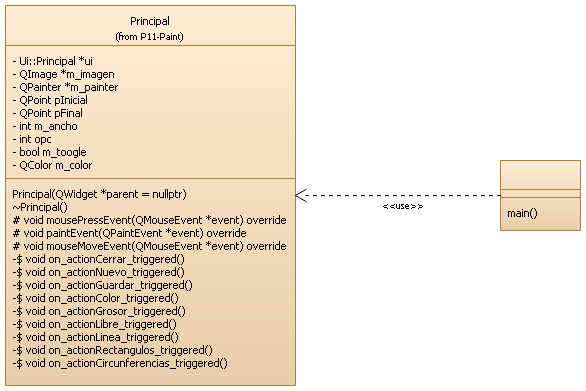 Principal
(from P11-Paint)
- Ui::Principal *ui
- QImage *m_imagen
- QPainter *m_painter
- QPoint pInicial
- QPoint pFinal
- int m_ancho
- int opc
- bool m_toogle
- QColor m_color
Principal(QWidget *parent = nullptr)
~Principal()
# void mousePressEvent(QMouseEvent *event) override
# void paintEvent(QPaintEvent *event) override
# void mouseMoveEvent(QMouseEvent *event) override
-$ void on_actionCerrar_triggered()
-$ void on_actionNuevo_triggered()
-$ void on_actionGuardar_triggered()
-$ void on_actionColor_triggered()
-$ void on_actionGrosor_triggered()
-$ void on_actionLibre_triggered()
-$ void on_actionLinea_triggered()
-$ void on_actionRectangulos_triggered()
-$ void on_actionCircunferencias_triggered()
<<use>>
main()